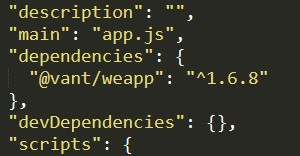 "description": "",
"main": "app.js",
"dependencies": {
"@vant/weapp": "^1.6.8"
},
"devDependencies": {},
"scripts": {